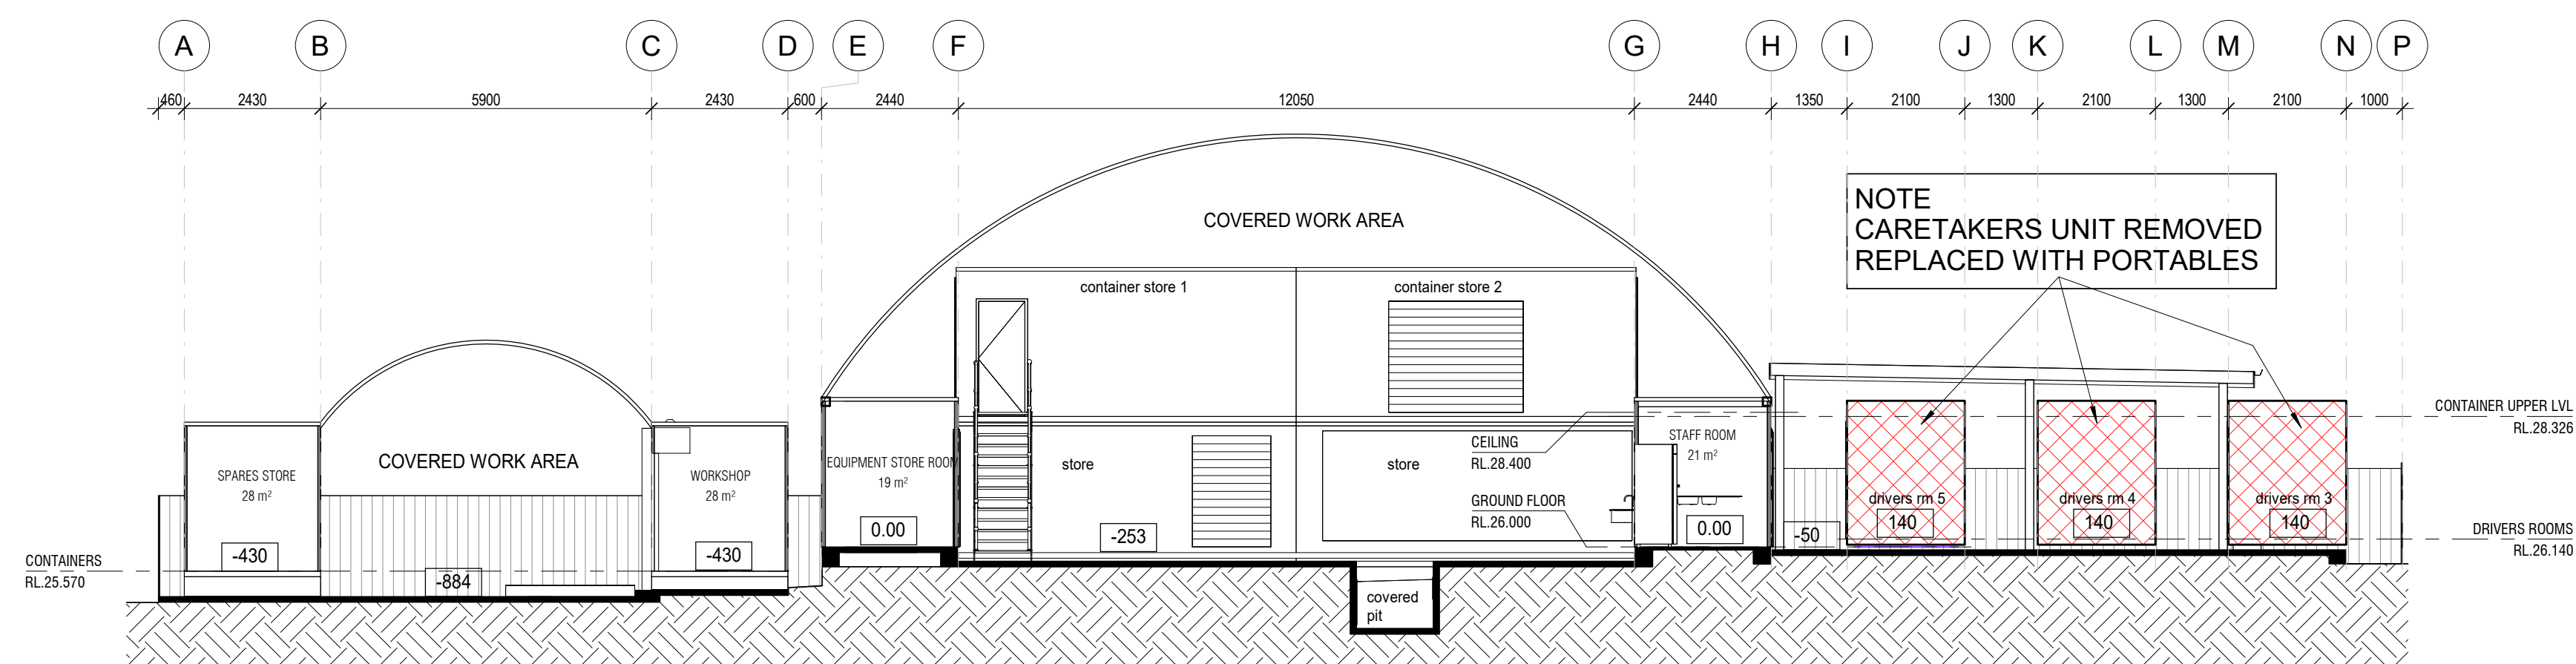 A B C D E F G H I J K L M N P
460 2430 5900 2430 600 2440 12050 2440 1350 2100 1300 2100 1300 2100 1000
NOTE
CARETAKERS UNIT REMOVED
REPLACED WITH PORTABLES
COVERED WORK AREA
container store 1
container store 2
CONTAINER UPPER LVL
RL.28.326
CEILING
RL.28.400
STAFF ROOM
21 m²
COVERED WORK AREA
EQUIPMENT STORE ROOM
19 m²
store
store
SPARES STORE
28 m²
WORKSHOP
28 m²
GROUND FLOOR
RL.26.000
drivers rm 5
drivers rm 4
drivers rm 3
140
140
140
0.00
0.00
-50
-253
DRIVERS ROOMS
RL.26.140
-430
-430
CONTAINERS
RL.25.570
-884
covered
pit